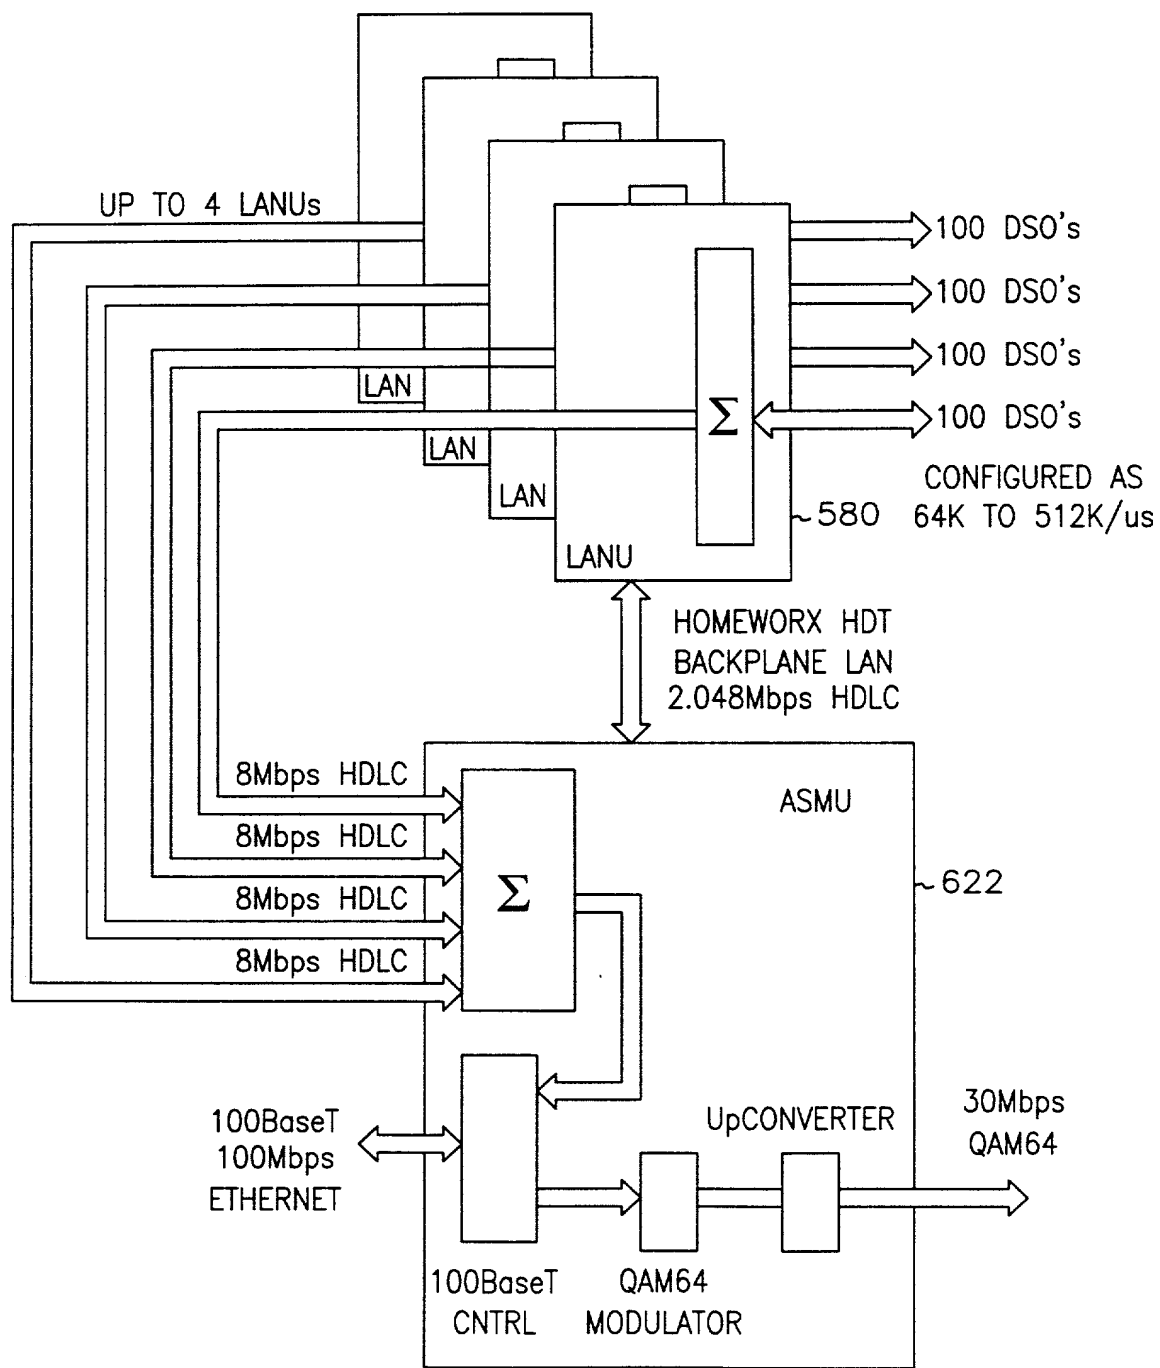 UP TO 4 LANUs
100 DSO's
100 DSO's
100 DSO's
100 DSO's
LAN
LAN
LAN
LANU
Σ
CONFIGURED AS
64K TO 512K/us
580
HOMEWORX HDT
BACKPLANE LAN
2.048Mbps HDLC
8Mbps HDLC
8Mbps HDLC
8Mbps HDLC
8Mbps HDLC
Σ
ASMU
622
100BaseT
100Mbps
ETHERNET
UpCONVERTER
30Mbps
QAM64
100BaseT
CNTRL
QAM64
MODULATOR